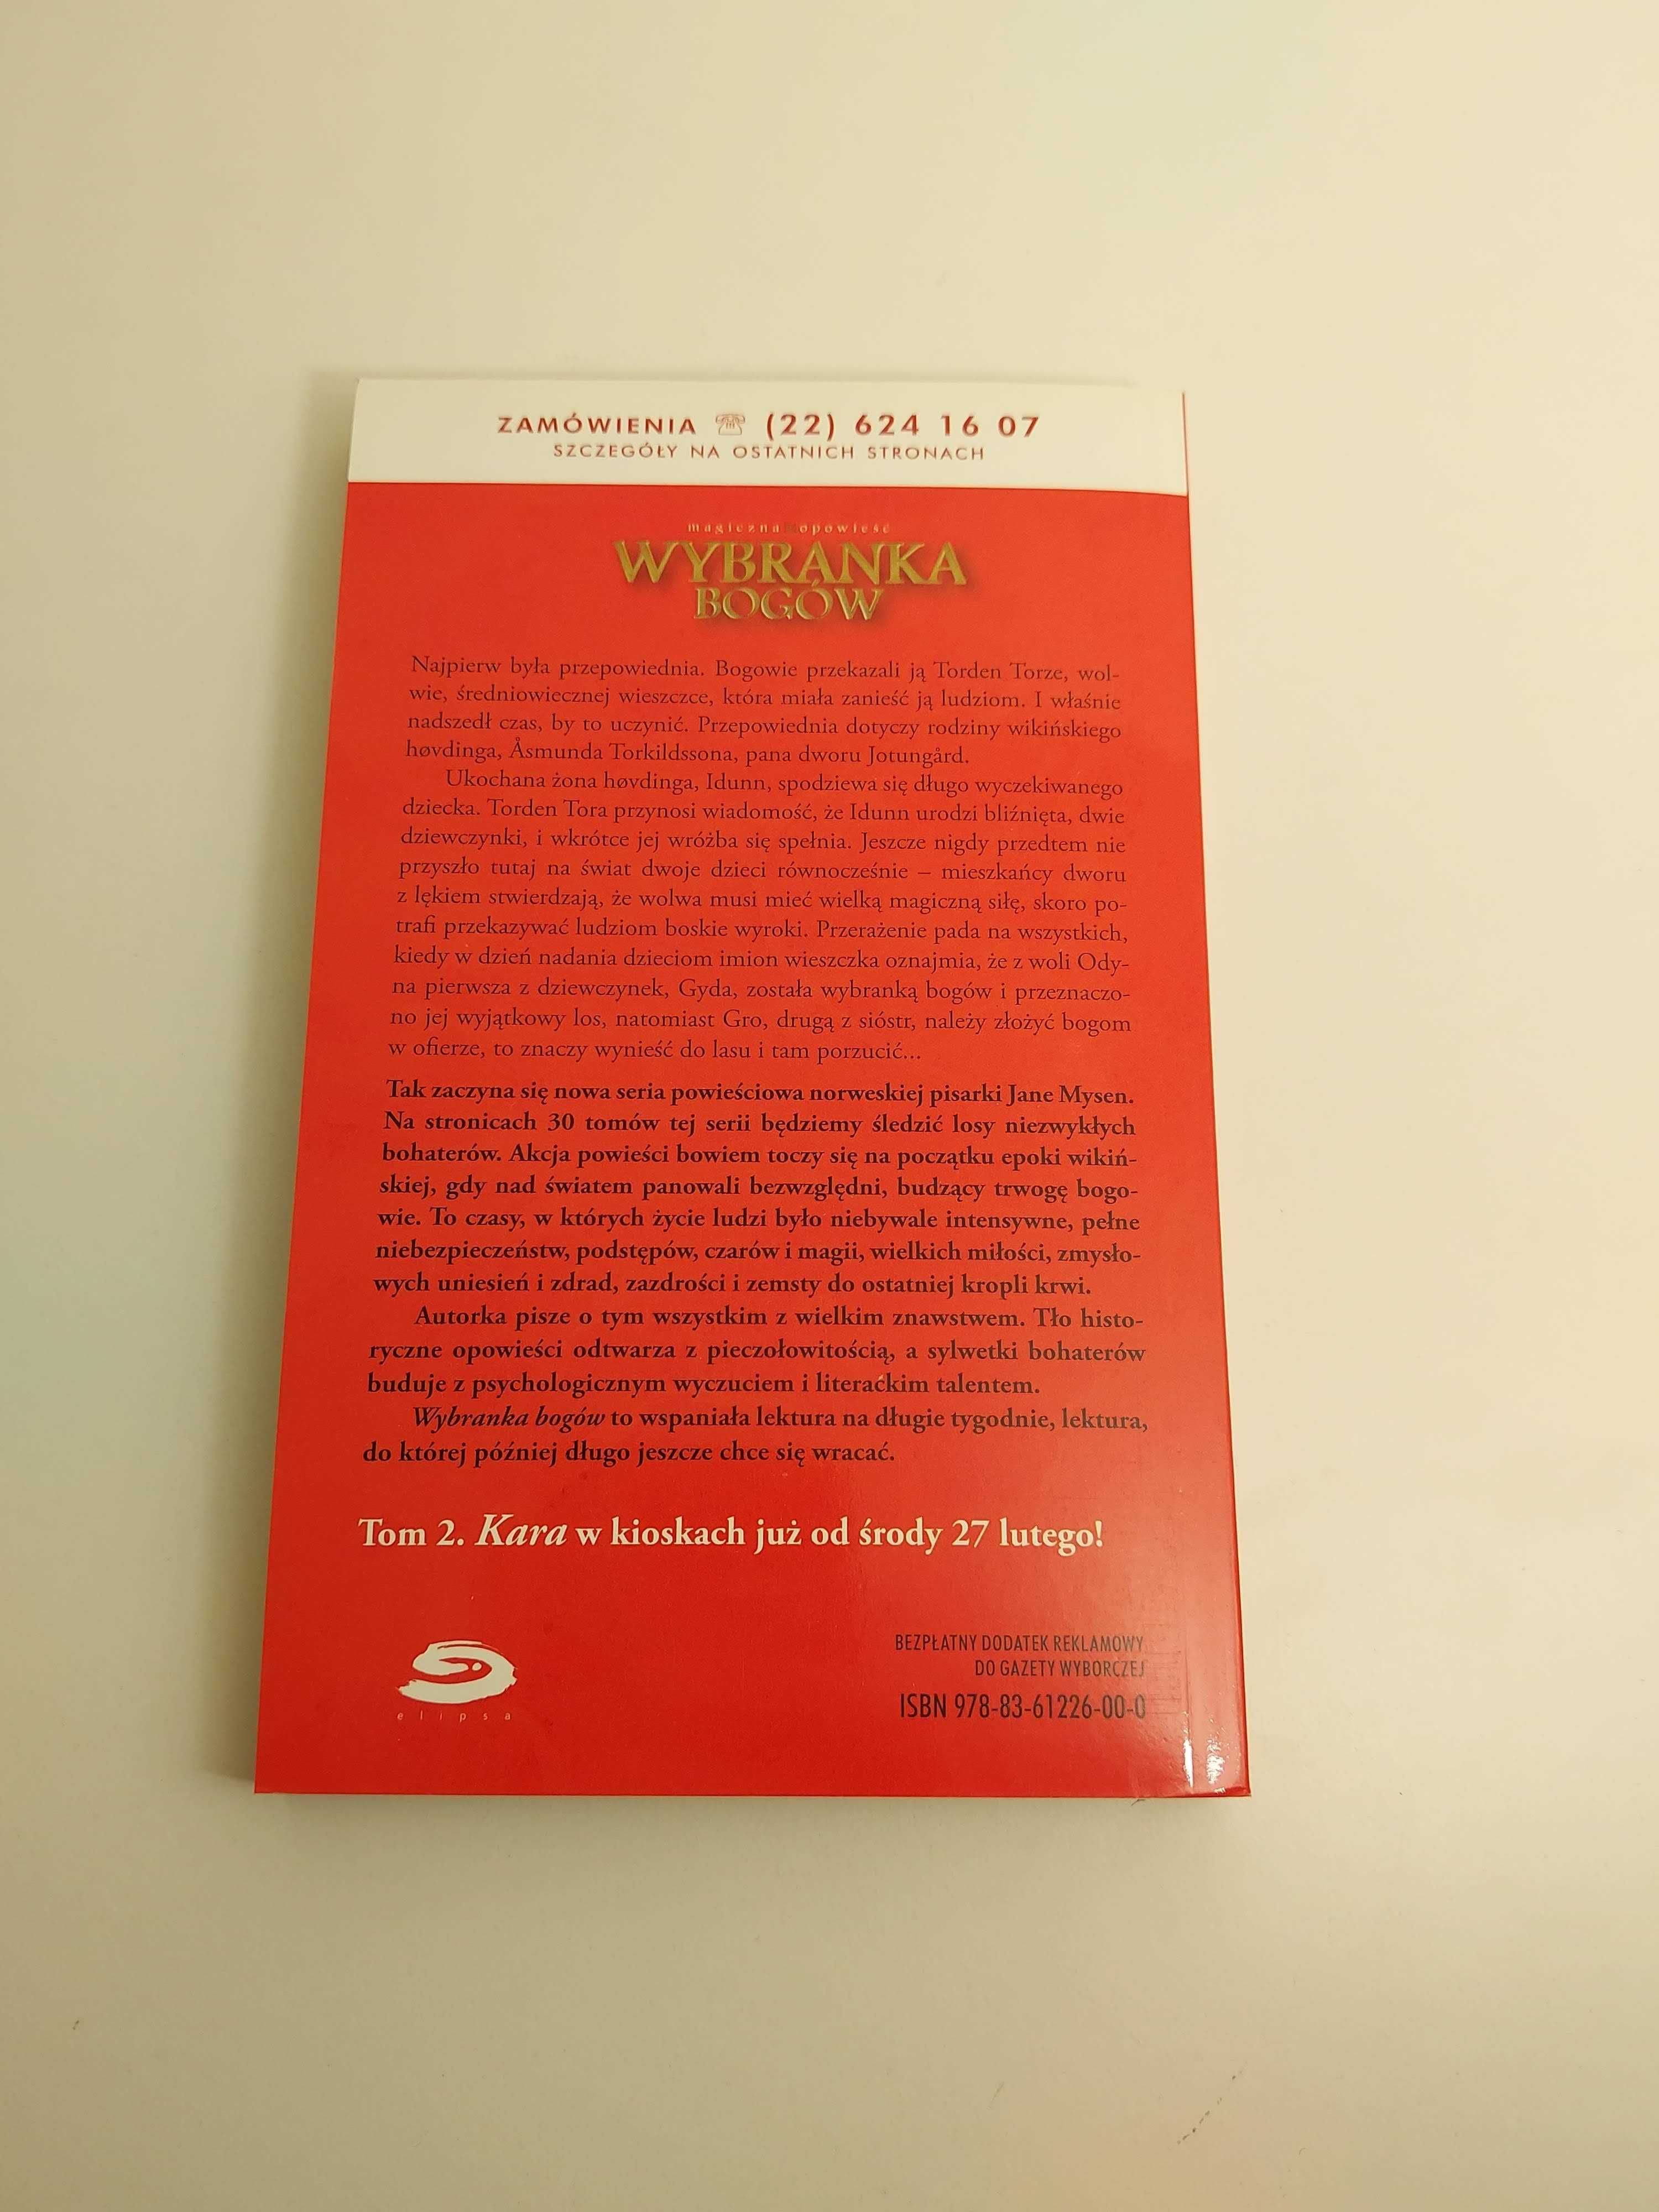 ZAMÓWIENIA ☏ (22) 624 16 07
SZCZEGÓŁY NA OSTATNICH STRONACH
magiczna opowieść
WYBRANKA
BOGÓW
Najpierw była przepowiednia. Bogowie przekazali ją Torden Torze, wol-
wie, średniowiecznej wieszczce, która miała zanieść ją ludziom. I właśnie
nadszedł czas, by to uczynić. Przepowiednia dotyczy rodziny wikińskiego
høvdinga, Åsmunda Torkildssona, pana dworu Jotungård.
Ukochana żona høvdinga, Idunn, spodziewa się długo wyczekiwanego
dziecka. Torden Tora przynosi wiadomość, że Idunn urodzi bliźnięta, dwie
dziewczynki, i wkrótce jej wróżba się spełnia. Jeszcze nigdy przedtem nie
przyszło tutaj na świat dwoje dzieci równocześnie – mieszkańcy dworu
z lękiem stwierdzają, że wolwa musi mieć wielką magiczną siłę, skoro po-
trafi przekazywać ludziom boskie wyroki. Przerażenie pada na wszystkich,
kiedy w dzień nadania dzieciom imion wieszczka oznajmia, że z woli Ody-
na pierwsza z dziewczynek, Gyda, została wybranką bogów i przeznaczo-
no jej wyjątkowy los, natomiast Gro, drugą z sióstr, należy złożyć bogom
w ofierze, to znaczy wynieść do lasu i tam porzucić...
Tak zaczyna się nowa seria powieściowa norweskiej pisarki Jane Mysen.
Na stronicach 30 tomów tej serii będziemy śledzić losy niezwykłych
bohaterów. Akcja powieści bowiem toczy się na początku epoki wikiń-
skiej, gdy nad światem panowali bezwzględni, budzący trwogę bogo-
wie. To czasy, w których życie ludzi było niebywale intensywne, pełne
niebezpieczeństw, podstępów, czarów i magii, wielkich miłości, zmysło-
wych uniesień i zdrad, zazdrości i zemsty do ostatniej kropli krwi.
Autorka pisze o tym wszystkim z wielkim znawstwem. Tło histo-
ryczne opowieści odtwarza z pieczołowitością, a sylwetki bohaterów
buduje z psychologicznym wyczuciem i literackim talentem.
Wybranka bogów to wspaniała lektura na długie tygodnie, lektura,
do której później długo jeszcze chce się wracać.
Tom 2. Kara w kioskach już od środy 27 lutego!
elipsa
BEZPŁATNY DODATEK REKLAMOWY
DO GAZETY WYBORCZEJ
ISBN 978-83-61226-00-0